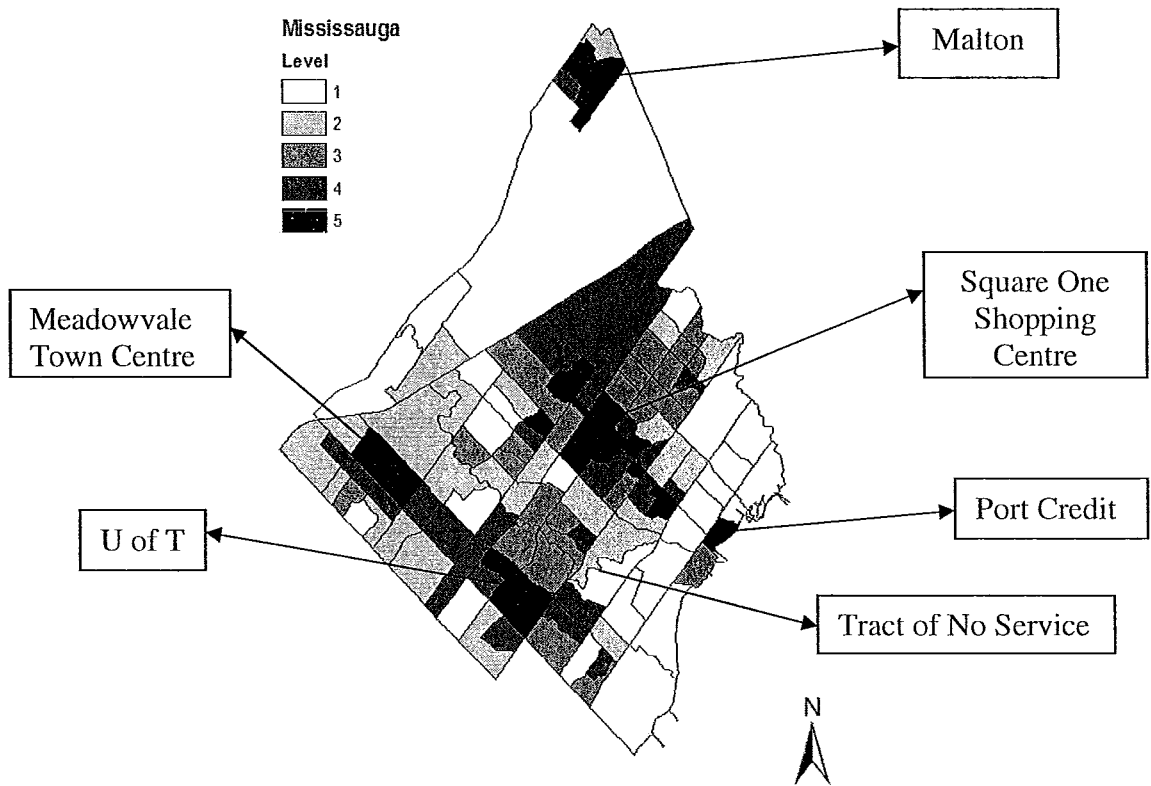 Mississauga
Level
1
2
3
4
5
Malton
Square One
Shopping
Centre
Meadowvale
Town Centre
Port Credit
U of T
Tract of No Service
N